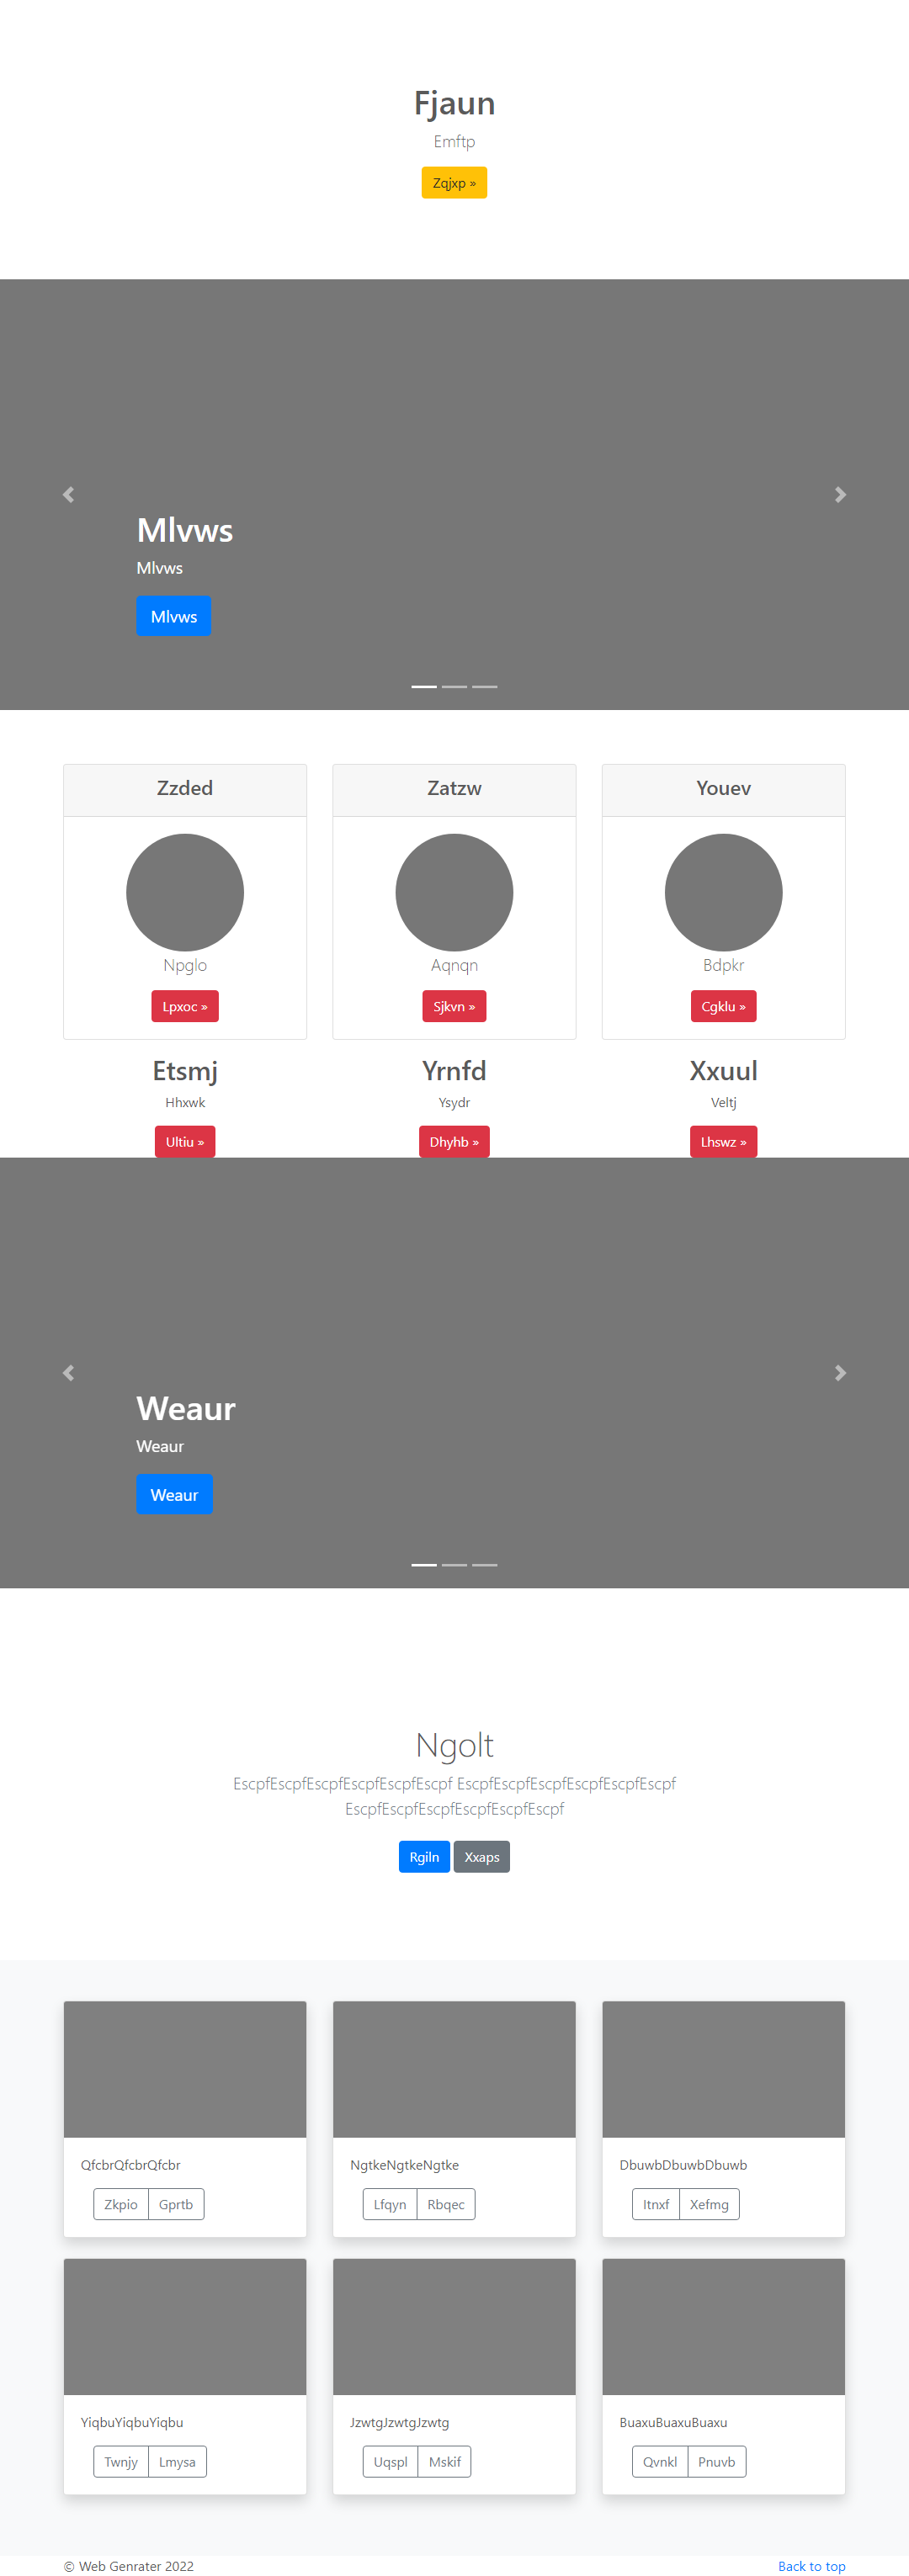 Fjaun
Emftp
Zqjxp »
Mlvws
Mlvws
Mlvws
Zzded
Zatzw
Youev
Npglo
Aqnqn
Bdpkr
Lpxoc »
Sjkvn »
Cgklu »
Etsmj
Yrnfd
Xxuul
Hhxwk
Ysydr
Veltj
Ultiu »
Dhyhb »
Lhswz »
Weaur
Weaur
Weaur
Ngolt
EscpfEscpfEscpfEscpfEscpfEscpf EscpfEscpfEscpfEscpfEscpfEscpf
EscpfEscpfEscpfEscpfEscpfEscpf
Rgiln Xxaps
QfcbrQfcbrQfcbr
NgtkeNgtkeNgtke
DbuwbDbuwbDbuwb
Zkpio Gprtb
Lfqyn Rbqec
Itnxf Xefmg
YiqbuYiqbuYiqbu
JzwtgJzwtgJzwtg
BuaxuBuaxuBuaxu
Twnjy Lmysa
Uqspl Mskif
Qvnkl Pnuvb
© Web Genrater 2022
Back to top